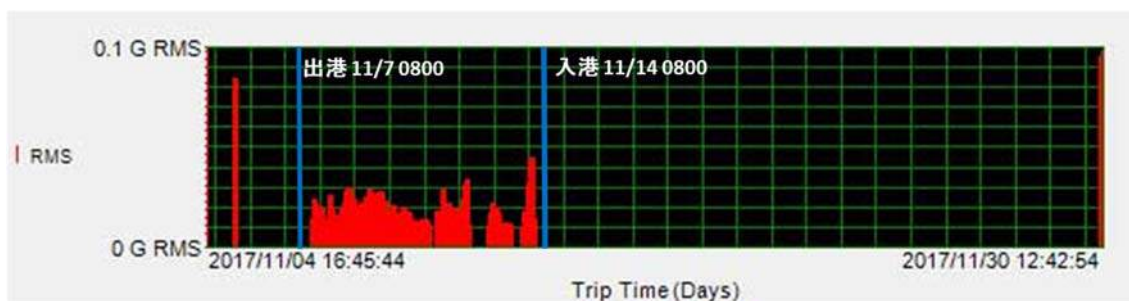 0.1 G RMS
出港 11/7 0800
入港 11/14 0800
RMS
0 G RMS
2017/11/04 16:45:44
2017/11/30 12:42:54
Trip Time (Days)